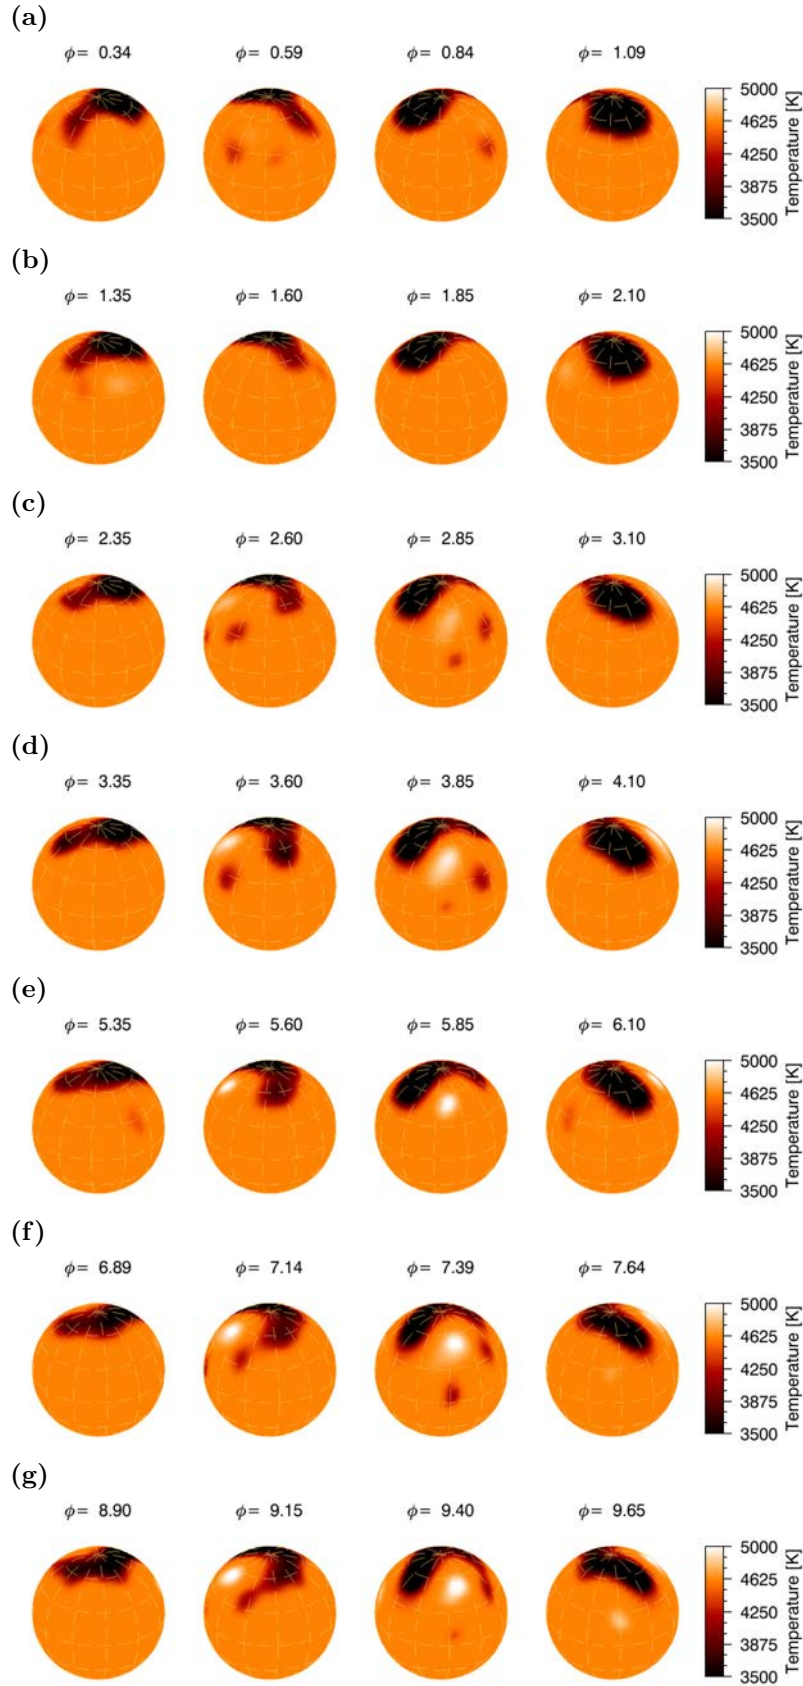 (a)
ϕ= 0.34 ϕ= 0.59 ϕ= 0.84 ϕ= 1.09
5000
4625
4250
3875
3500
Temperature [K]
(b)
ϕ= 1.35 ϕ= 1.60 ϕ= 1.85 ϕ= 2.10
5000
4625
4250
3875
3500
Temperature [K]
(c)
ϕ= 2.35 ϕ= 2.60 ϕ= 2.85 ϕ= 3.10
5000
4625
4250
3875
3500
Temperature [K]
(d)
ϕ= 3.35 ϕ= 3.60 ϕ= 3.85 ϕ= 4.10
5000
4625
4250
3875
3500
Temperature [K]
(e)
ϕ= 5.35 ϕ= 5.60 ϕ= 5.85 ϕ= 6.10
5000
4625
4250
3875
3500
Temperature [K]
(f)
ϕ= 6.89 ϕ= 7.14 ϕ= 7.39 ϕ= 7.64
5000
4625
4250
3875
3500
Temperature [K]
(g)
ϕ= 8.90 ϕ= 9.15 ϕ= 9.40 ϕ= 9.65
5000
4625
4250
3875
3500
Temperature [K]